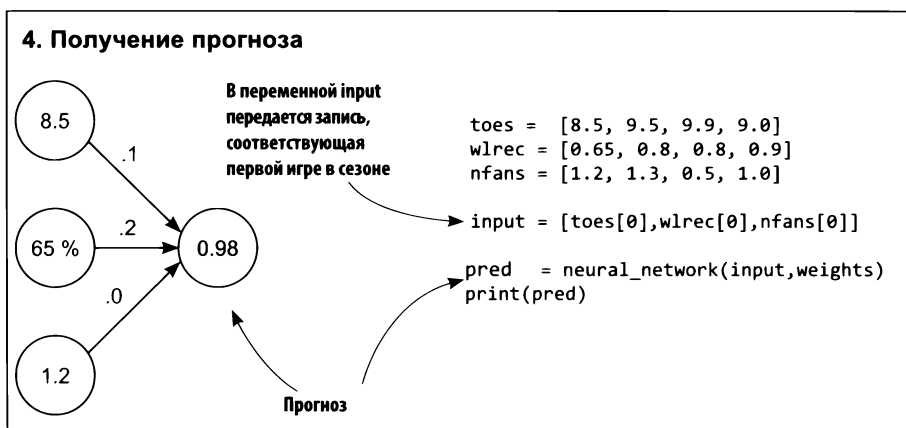 4. Получение прогноза
8.5
65 %
1.2
.1
.2
.0
0.98
В переменной input
передается запись,
соответствующая
первой игре в сезоне
Прогноз
toes = [8.5, 9.5, 9.9, 9.0]
wlrec = [0.65, 0.8, 0.8, 0.9]
nfans = [1.2, 1.3, 0.5, 1.0]
input = [toes[0],wlrec[0],nfans[0]]
pred = neural_network(input,weights)
print(pred)